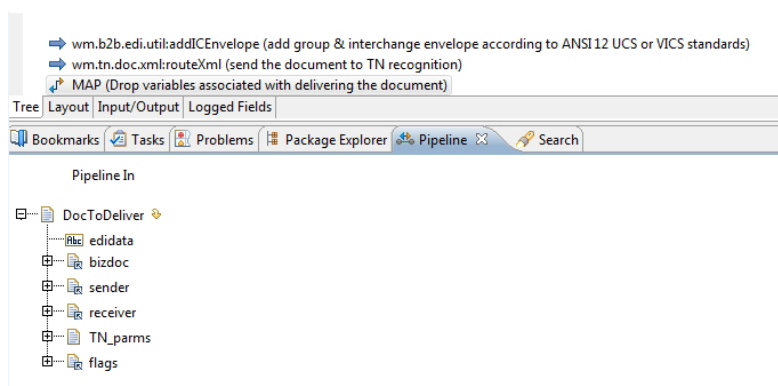 wm.b2b.edi.util:addICEnvelope (add group & interchange envelope according to ANSI12 UCS or VICS standards)
wm.tn.doc.xml:routeXml (send the document to TN recognition)
MAP (Drop variables associated with delivering the document)
Tree Layout Input/Output Logged Fields
Bookmarks Tasks Problems Package Explorer Pipeline Search
Pipeline In
DocToDeliver
Abc edidata
bizdoc
sender
receiver
TN_parms
flags